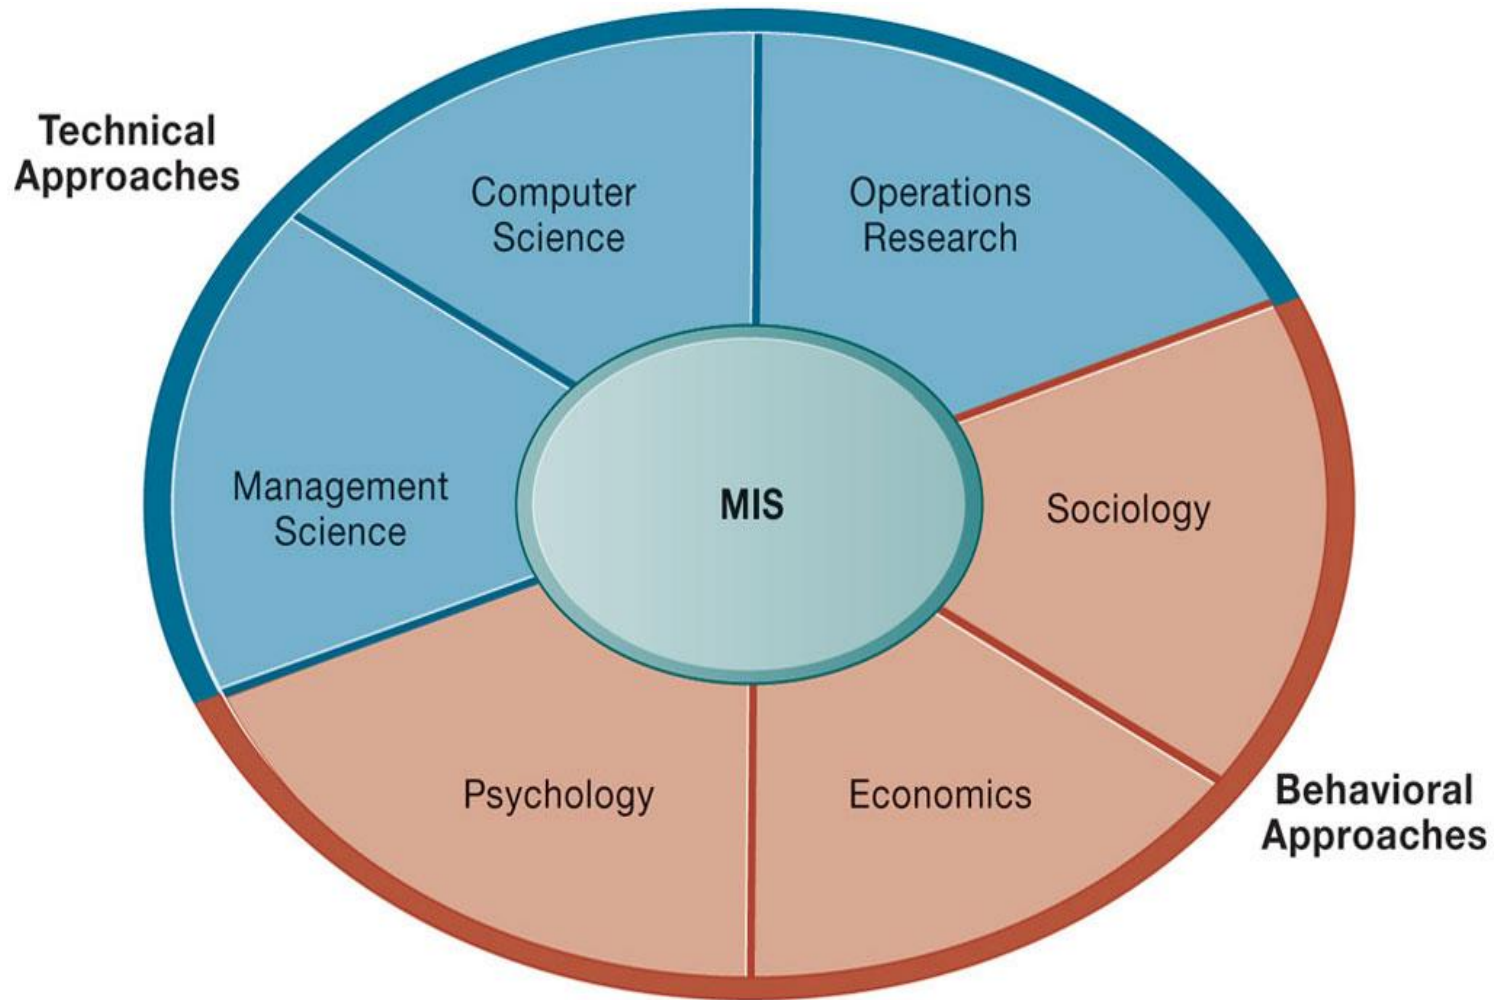 Technical
Approaches
Computer
Science
Operations
Research
Management
Science
MIS
Sociology
Psychology
Economics
Behavioral
Approaches